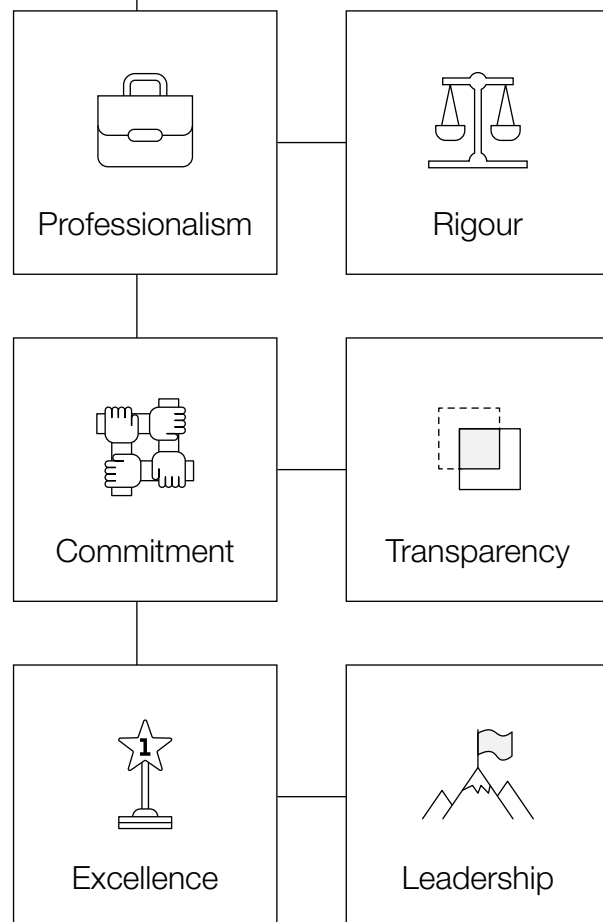 Professionalism
Rigour
Commitment
Transparency
1
Excellence
Leadership